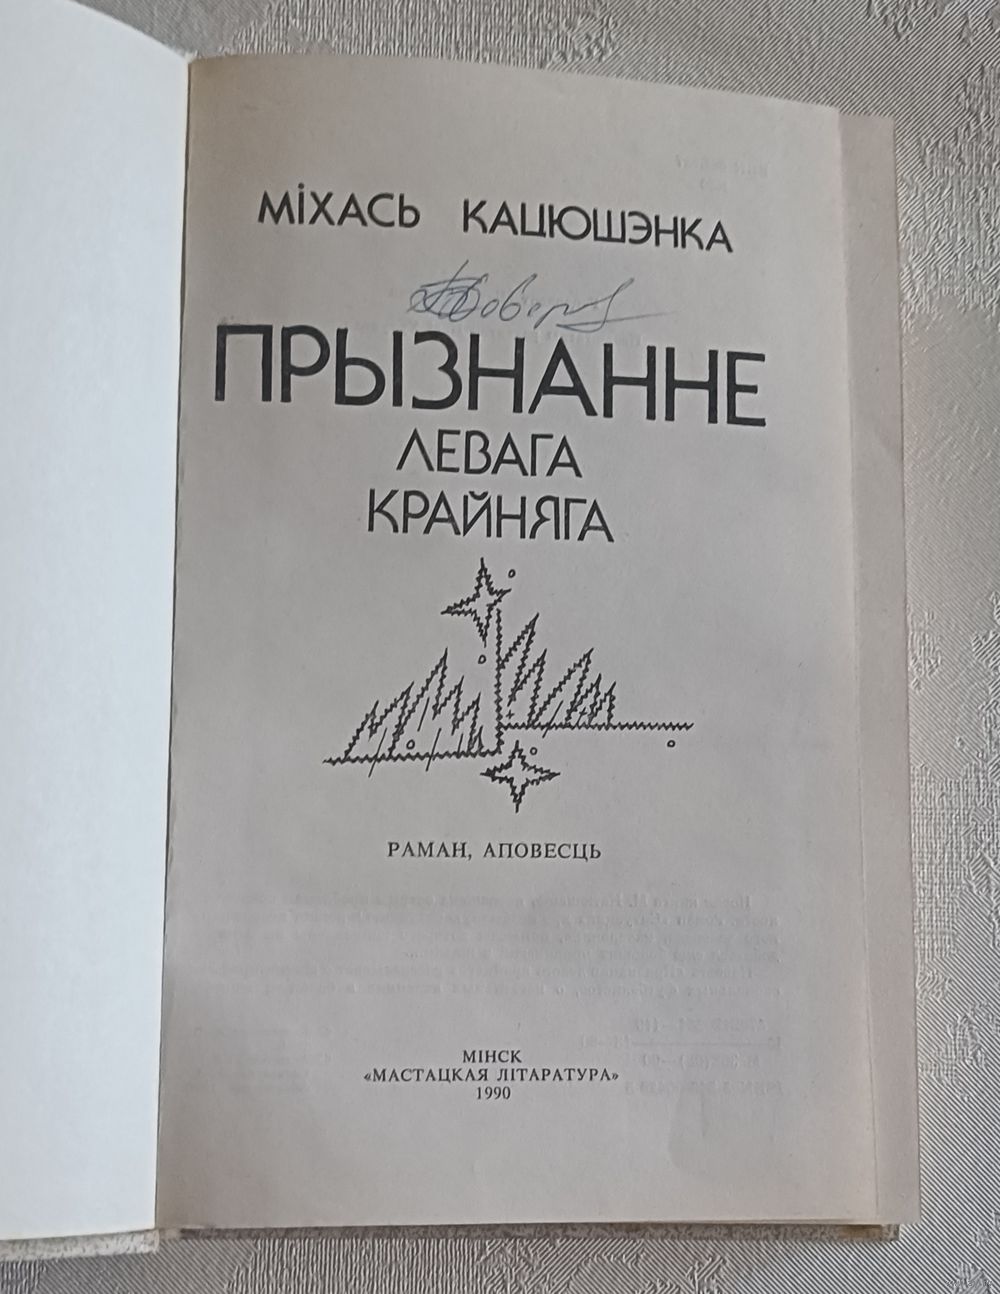 МІХАСЬ КАЦЮШЭНКА
ПРЫЗНАННЕ
ЛЕВАГА
КРАЙНЯГА
РАМАН, АПОВЕСЦЬ
МІНСК
«МАСТАЦКАЯ ЛІТАРАТУРА»
1990